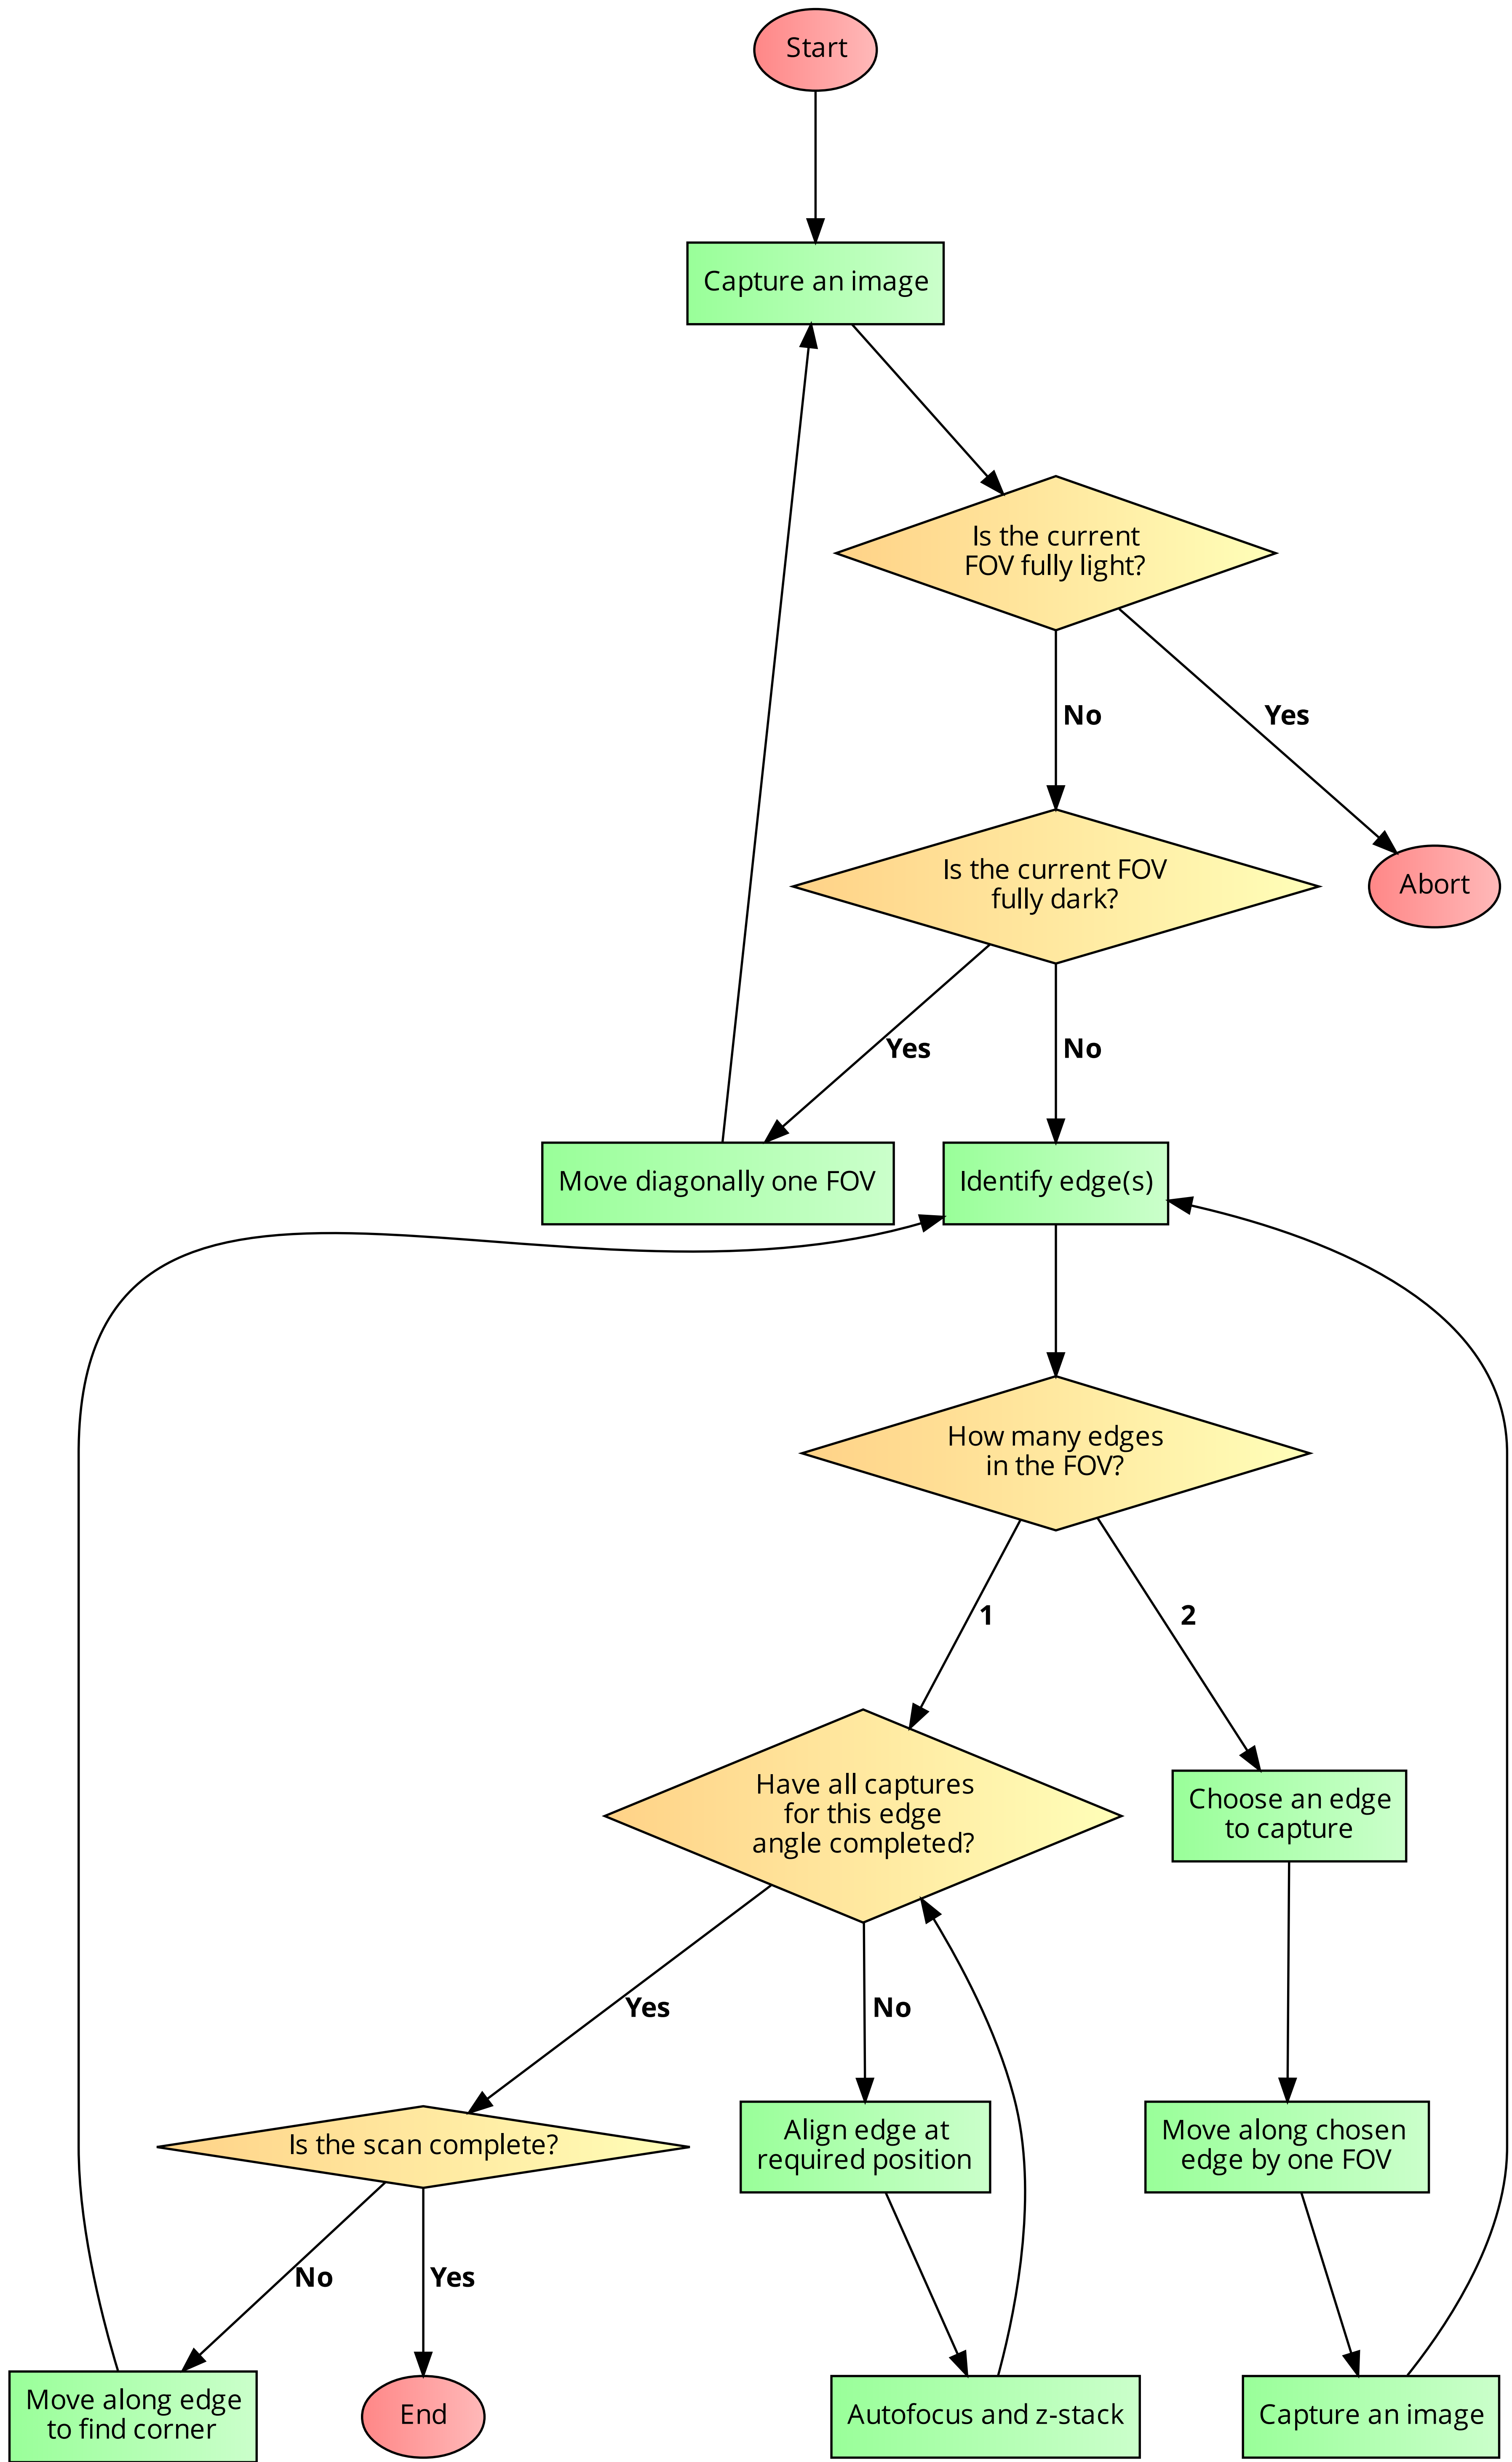 Start
Capture an image
Is the current
FOV fully light?
No
Yes
Is the current FOV
fully dark?
Abort
Yes
No
Move diagonally one FOV
Identify edge(s)
How many edges
in the FOV?
1
2
Have all captures
for this edge
angle completed?
Choose an edge
to capture
Yes
No
Is the scan complete?
Align edge at
required position
Move along chosen
edge by one FOV
No
Yes
Move along edge
to find corner
End
Autofocus and z-stack
Capture an image